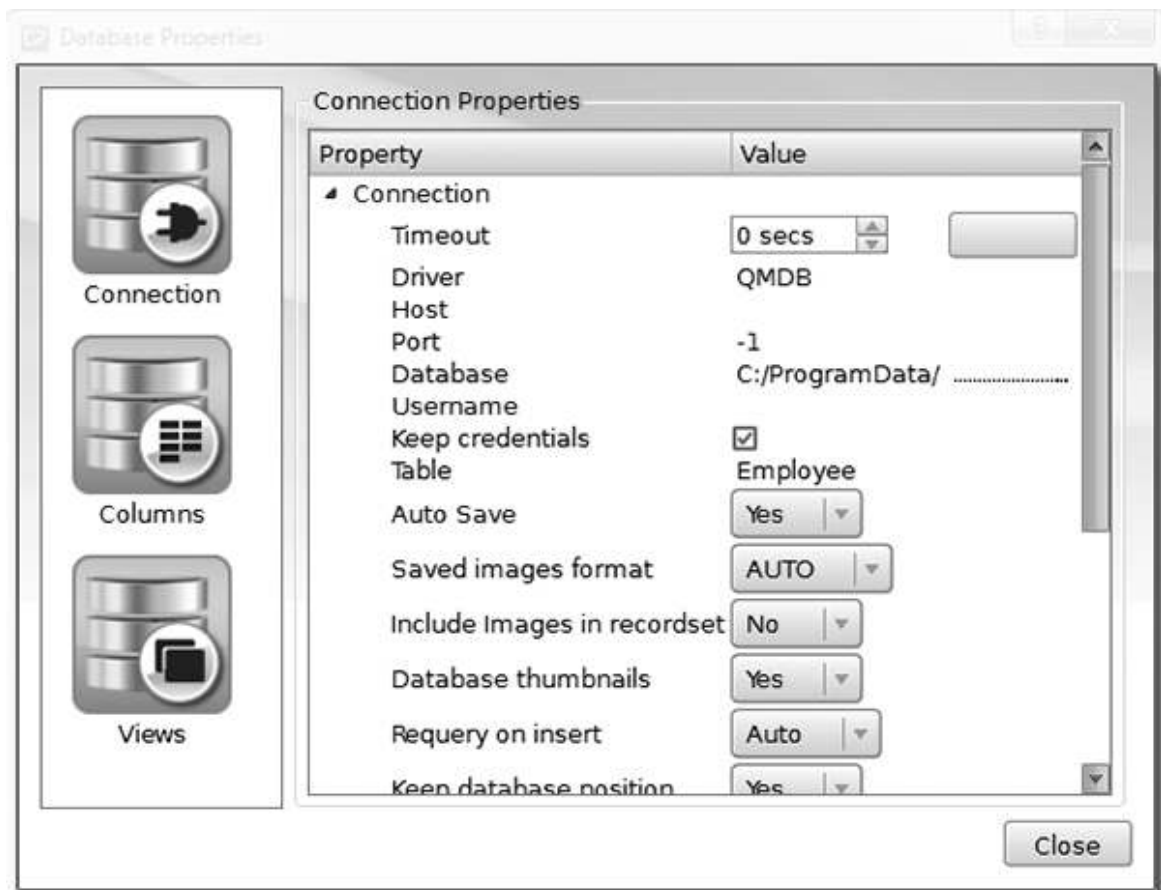 Database Properties
Connection
Columns
Views
Connection Properties
Property Value
Connection
Timeout 0 secs
Driver QMDB
Host
Port -1
Database C:/ProgramData/ ........................
Username
Keep credentials
Table Employee
Auto Save Yes
Saved images format AUTO
Include Images in recordset No
Database thumbnails Yes
Requery on insert Auto
Keep database position Yes
Close